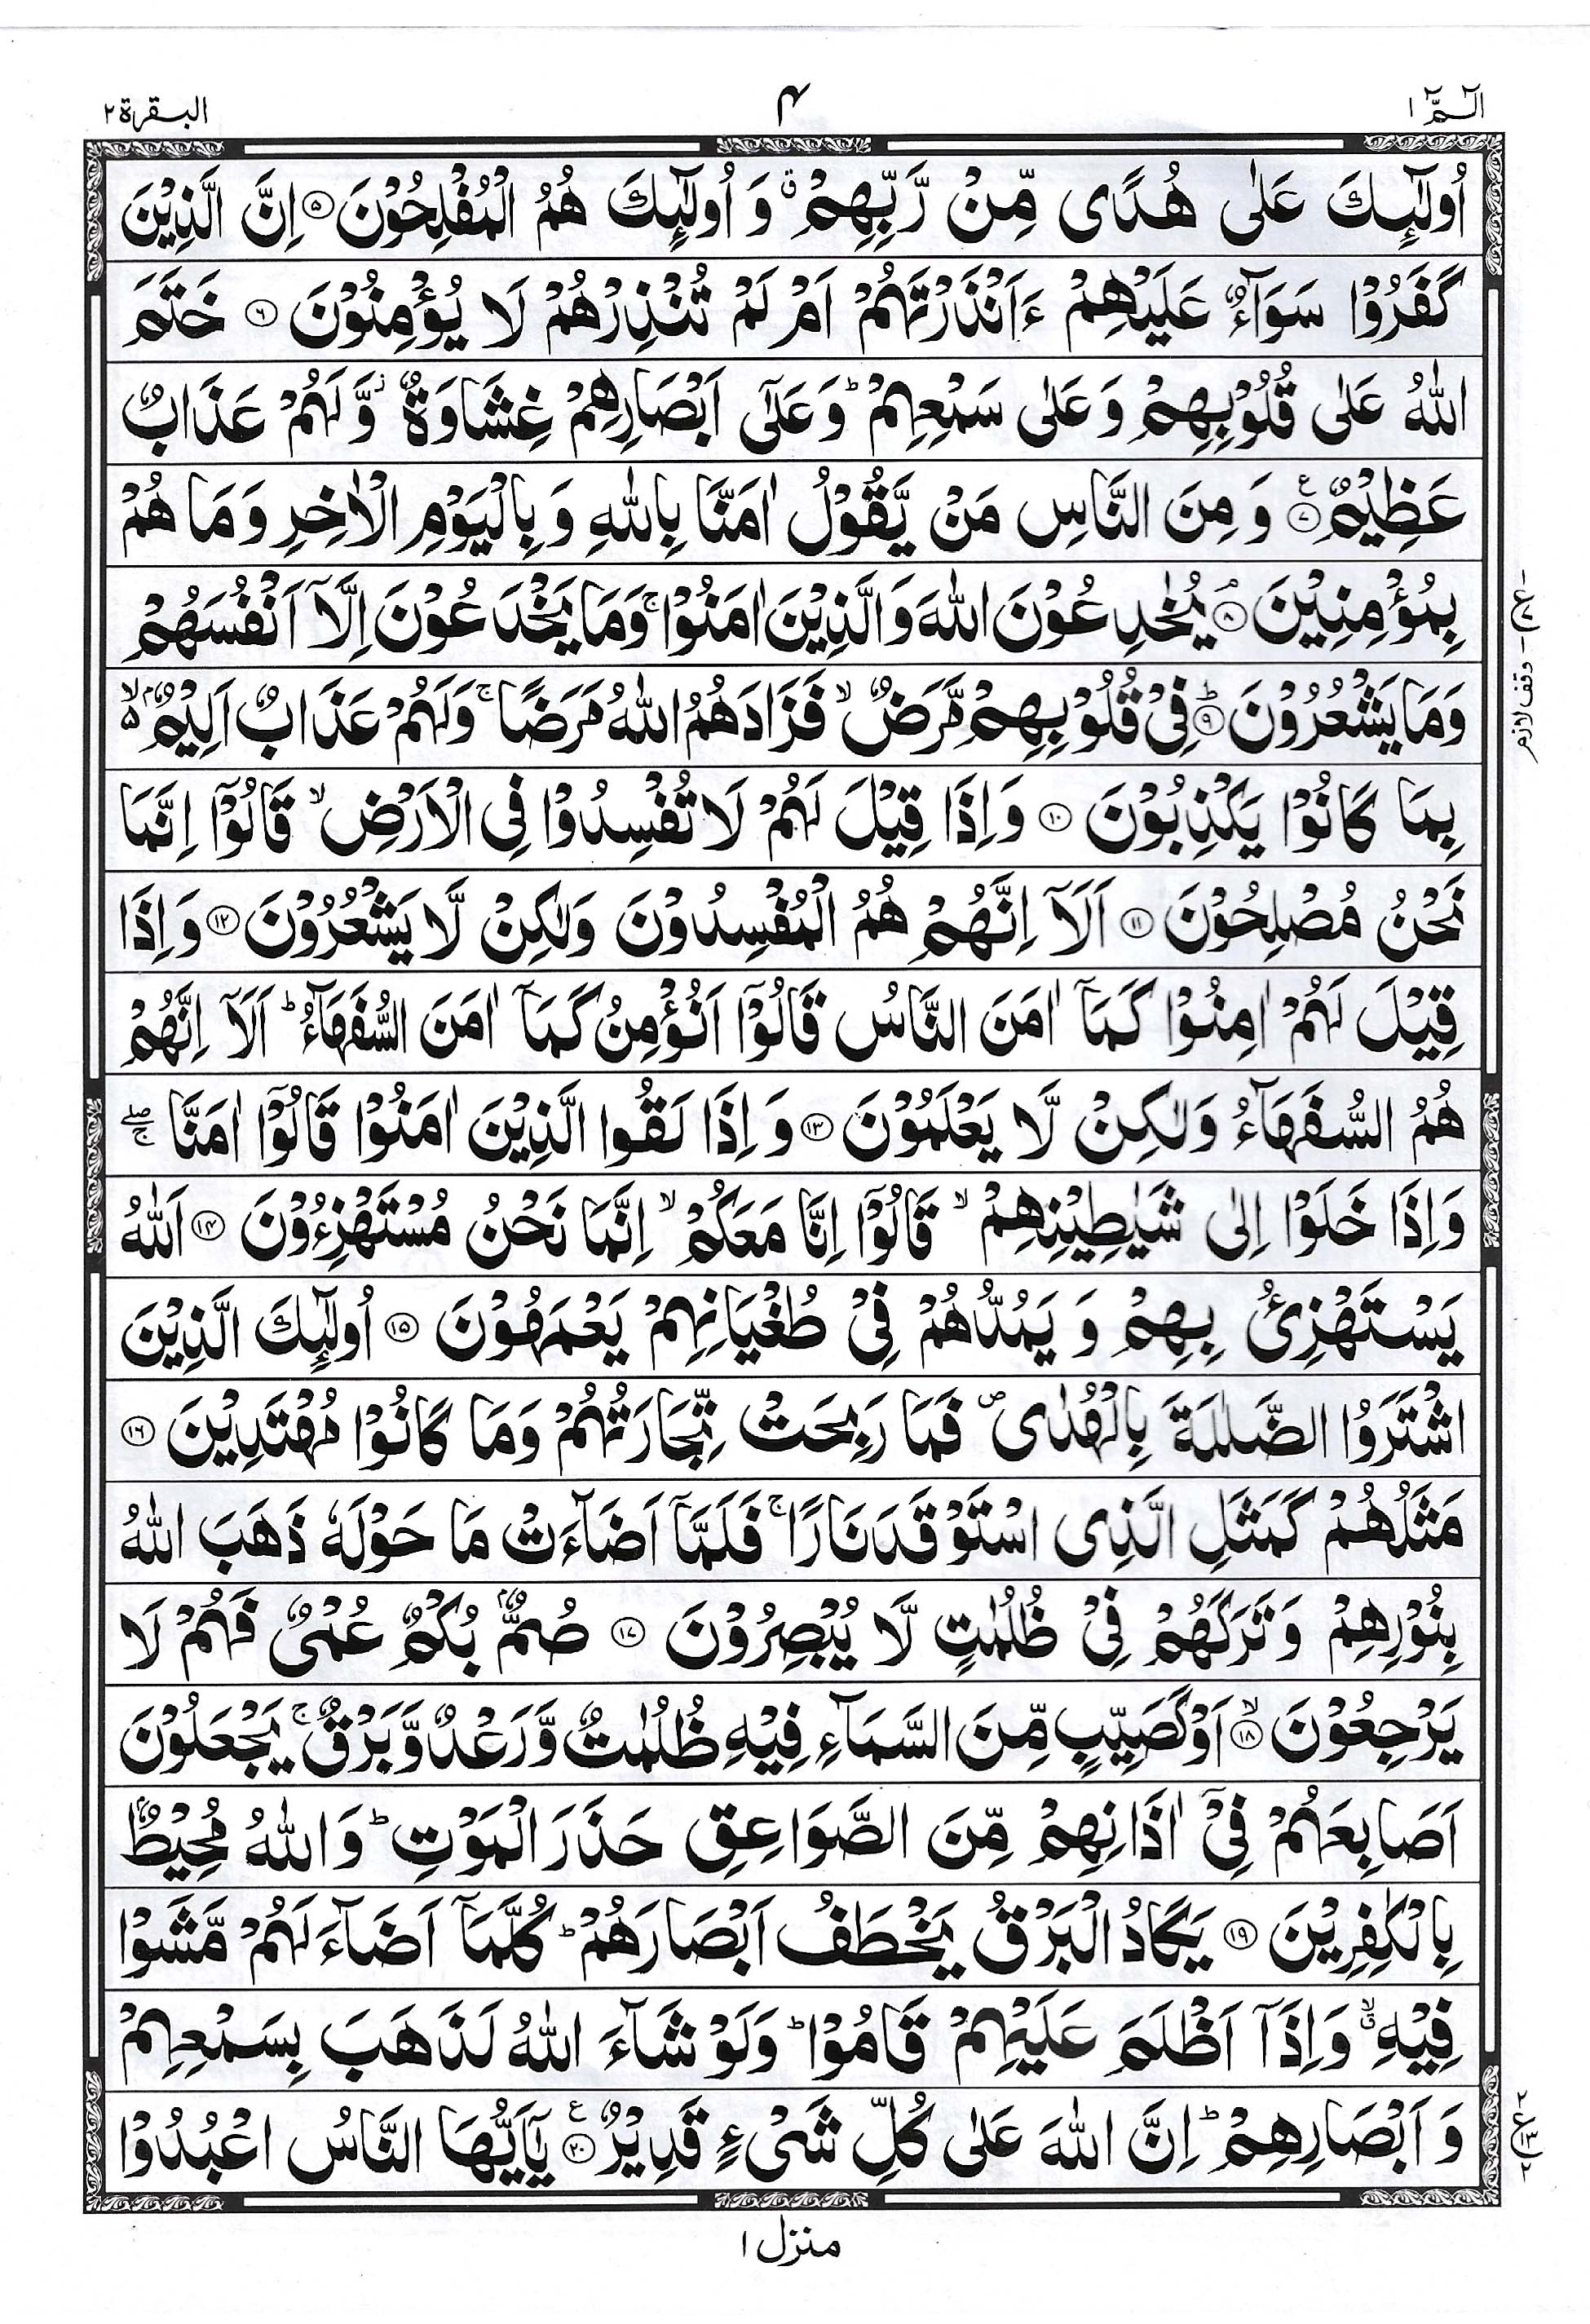 الٓمّٓ ١
٤
البقرة ٢
اُولٰٓئِكَ عَلٰى هُدًى مِّنْ رَّبِّهِمْ ۗ وَ اُولٰٓئِكَ هُمُ الْمُفْلِحُوْنَ ۝٥ اِنَّ الَّذِيْنَ
كَفَرُوْا سَوَآءٌ عَلَيْهِمْ ءَاَنْذَرْتَهُمْ اَمْ لَمْ تُنْذِرْهُمْ لَا يُؤْمِنُوْنَ ۝٦ خَتَمَ
اللّٰهُ عَلٰى قُلُوْبِهِمْ وَعَلٰى سَمْعِهِمْ ؕ وَعَلٰٓى اَبْصَارِهِمْ غِشَاوَةٌ ز وَّلَهُمْ عَذَابٌ
عَظِيْمٌ ۝٧ ع وَ مِنَ النَّاسِ مَنْ يَّقُوْلُ اٰمَنَّا بِاللّٰهِ وَ بِالْيَوْمِ الْاٰخِرِ وَ مَا هُمْ
بِمُؤْمِنِيْنَ ۝٨ۘ يُخٰدِعُوْنَ اللّٰهَ وَ الَّذِيْنَ اٰمَنُوْا ۚ وَمَا يَخْدَعُوْنَ اِلَّاۤ اَنْفُسَهُمْ
وَمَا يَشْعُرُوْنَ ۝٩ؕ فِيْ قُلُوْبِهِمْ مَّرَضٌ ۙ فَزَادَهُمُ اللّٰهُ مَرَضًا ۚ وَلَهُمْ عَذَابٌ اَلِيْمٌ ۙ۬ ۵
بِمَا كَانُوْا يَكْذِبُوْنَ ۝١٠ وَ اِذَا قِيْلَ لَهُمْ لَا تُفْسِدُوْا فِى الْاَرْضِ ۙ قَالُوْۤا اِنَّمَا
نَحْنُ مُصْلِحُوْنَ ۝١١ اَلَاۤ اِنَّهُمْ هُمُ الْمُفْسِدُوْنَ وَلٰكِنْ لَّا يَشْعُرُوْنَ ۝١٢ وَ اِذَا
قِيْلَ لَهُمْ اٰمِنُوْا كَمَاۤ اٰمَنَ النَّاسُ قَالُوْۤا اَنُؤْمِنُ كَمَاۤ اٰمَنَ السُّفَهَآءُ ؕ اَلَاۤ اِنَّهُمْ
هُمُ السُّفَهَآءُ وَلٰكِنْ لَّا يَعْلَمُوْنَ ۝١٣ وَ اِذَا لَقُوا الَّذِيْنَ اٰمَنُوْا قَالُوْۤا اٰمَنَّا ۖۚ
وَاِذَا خَلَوْا اِلٰى شَيٰطِيْنِهِمْ ۙ قَالُوْۤا اِنَّا مَعَكُمْ ۙ اِنَّمَا نَحْنُ مُسْتَهْزِءُوْنَ ۝١٤ اَللّٰهُ
يَسْتَهْزِئُ بِهِمْ وَ يَمُدُّهُمْ فِيْ طُغْيَانِهِمْ يَعْمَهُوْنَ ۝١٥ اُولٰٓئِكَ الَّذِيْنَ
اشْتَرَوُا الضَّلٰلَةَ بِالْهُدٰى ص فَمَا رَبِحَتْ تِّجَارَتُهُمْ وَمَا كَانُوْا مُهْتَدِيْنَ ۝١٦
مَثَلُهُمْ كَمَثَلِ الَّذِى اسْتَوْقَدَ نَارًا ۚ فَلَمَّاۤ اَضَآءَتْ مَا حَوْلَهٗ ذَهَبَ اللّٰهُ
بِنُوْرِهِمْ وَ تَرَكَهُمْ فِيْ ظُلُمٰتٍ لَّا يُبْصِرُوْنَ ۝١٧ صُمٌّۢ بُكْمٌ عُمْىٌ فَهُمْ لَا
يَرْجِعُوْنَ ۝١٨ۙ اَوْ كَصَيِّبٍ مِّنَ السَّمَآءِ فِيْهِ ظُلُمٰتٌ وَّرَعْدٌ وَّبَرْقٌ ۚ يَجْعَلُوْنَ
اَصَابِعَهُمْ فِيْۤ اٰذَانِهِمْ مِّنَ الصَّوَاعِقِ حَذَرَ الْمَوْتِ ؕ وَ اللّٰهُ مُحِيْطٌۢ
بِالْكٰفِرِيْنَ ۝١٩ يَكَادُ الْبَرْقُ يَخْطَفُ اَبْصَارَهُمْ ؕ كُلَّمَاۤ اَضَآءَ لَهُمْ مَّشَوْا
فِيْهِ ۙۗ وَ اِذَاۤ اَظْلَمَ عَلَيْهِمْ قَامُوْا ؕ وَلَوْ شَآءَ اللّٰهُ لَذَهَبَ بِسَمْعِهِمْ
وَ اَبْصَارِهِمْ ؕ اِنَّ اللّٰهَ عَلٰى كُلِّ شَىْءٍ قَدِيْرٌ ۝٢٠ ع يٰۤاَيُّهَا النَّاسُ اعْبُدُوْا
وقف لازم
منزل ١